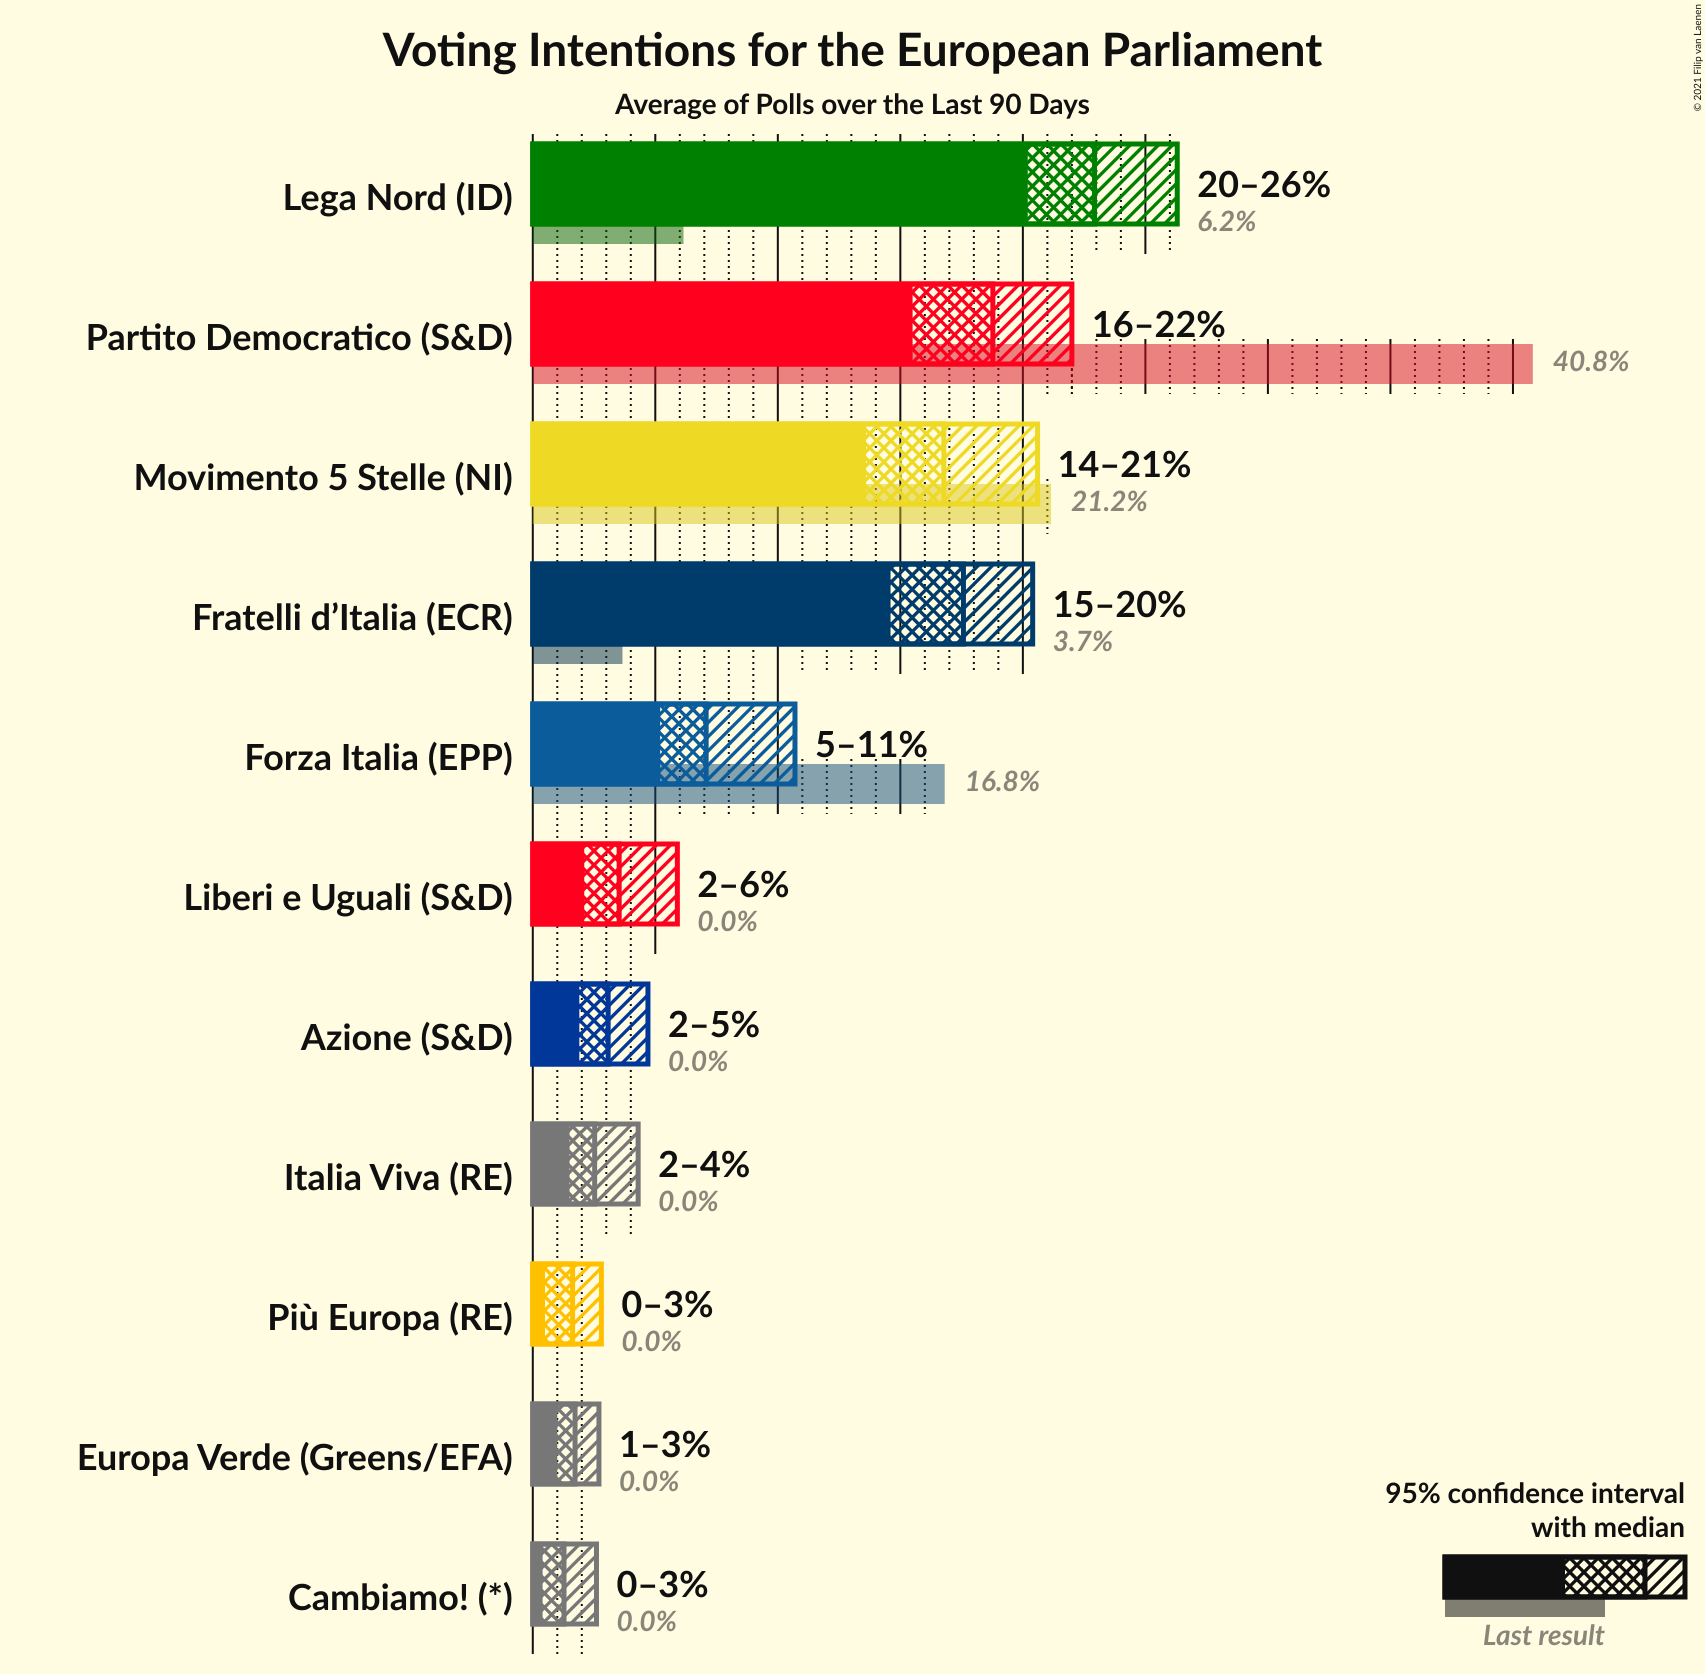 Voting Intentions for the European Parliament
Average of Polls over the Last 90 Days
© 2021 Filip van Laenen
Lega Nord (ID)
20–26%
6.2%
Partito Democratico (S&D)
16–22%
40.8%
Movimento 5 Stelle (NI)
14–21%
21.2%
Fratelli d’Italia (ECR)
15–20%
3.7%
Forza Italia (EPP)
5–11%
16.8%
Liberi e Uguali (S&D)
2–6%
0.0%
Azione (S&D)
2–5%
0.0%
Italia Viva (RE)
2–4%
0.0%
Più Europa (RE)
0–3%
0.0%
Europa Verde (Greens/EFA)
1–3%
0.0%
Cambiamo! (*)
0–3%
0.0%
95% confidence interval
with median
Last result